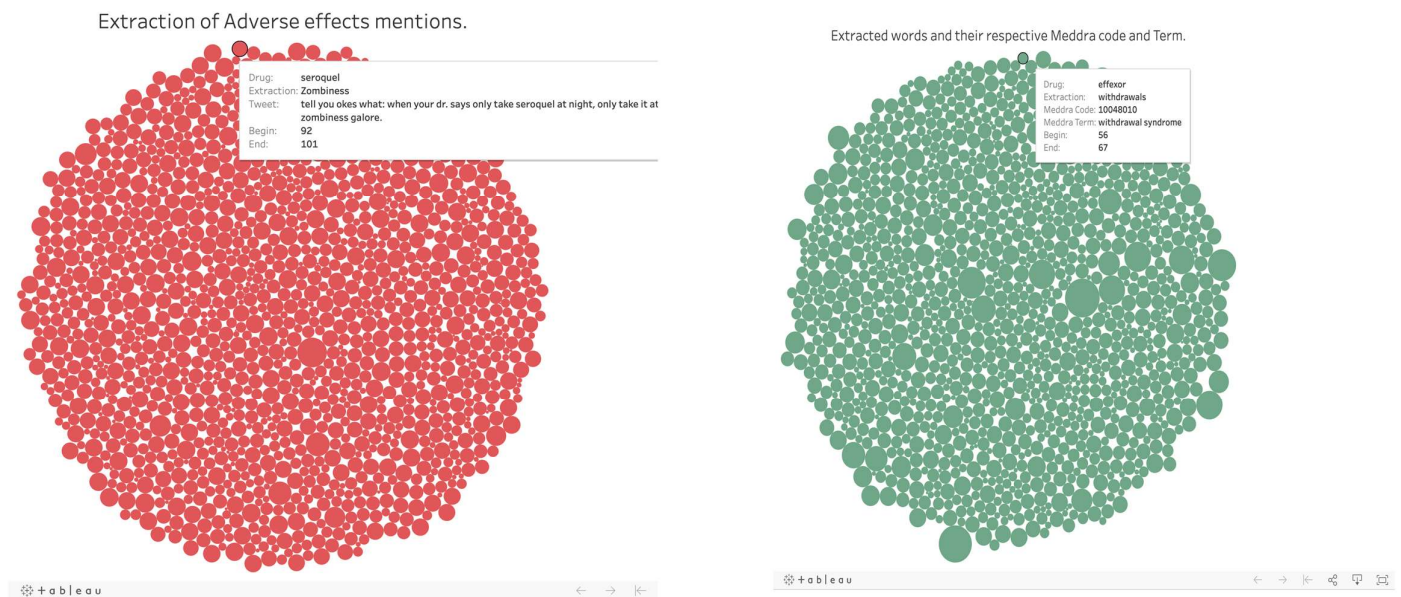 Extraction of Adverse effects mentions.
Drug: seroquel
Extraction: Zombiness
Tweet: tell you okes what: when your dr. says only take seroquel at night, only take it at
zombiness galore.
Begin: 92
End: 101
+ableau
Extracted words and their respective Meddra code and Term.
Drug: effexor
Extraction: withdrawals
Meddra Code: 10048010
Meddra Term: withdrawal syndrome
Begin: 56
End: 67
+ableau